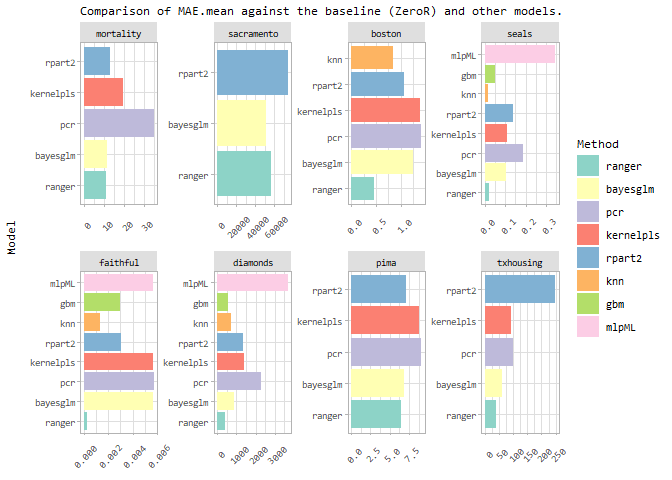 Comparison of MAE.mean against the baseline (ZeroR) and other models.
mortality
sacramento
boston
seals
rpart2
kernelpls
pcr
bayesglm
ranger
0 10 20 30
rpart2
bayesglm
ranger
0 20000 40000 60000
knn
rpart2
kernelpls
pcr
bayesglm
ranger
0.0 0.5 1.0
mlpML
gbm
knn
rpart2
kernelpls
pcr
bayesglm
ranger
0.0 0.1 0.2 0.3
Model
faithful
diamonds
pima
txhousing
mlpML
gbm
knn
rpart2
kernelpls
pcr
bayesglm
ranger
0.000 0.002 0.004 0.006
mlpML
gbm
knn
rpart2
kernelpls
pcr
bayesglm
ranger
0 1000 2000 3000
rpart2
kernelpls
pcr
bayesglm
ranger
0.0 2.5 5.0 7.5
rpart2
kernelpls
pcr
bayesglm
ranger
0 50 100 150 200 250
Method
ranger
bayesglm
pcr
kernelpls
rpart2
knn
gbm
mlpML